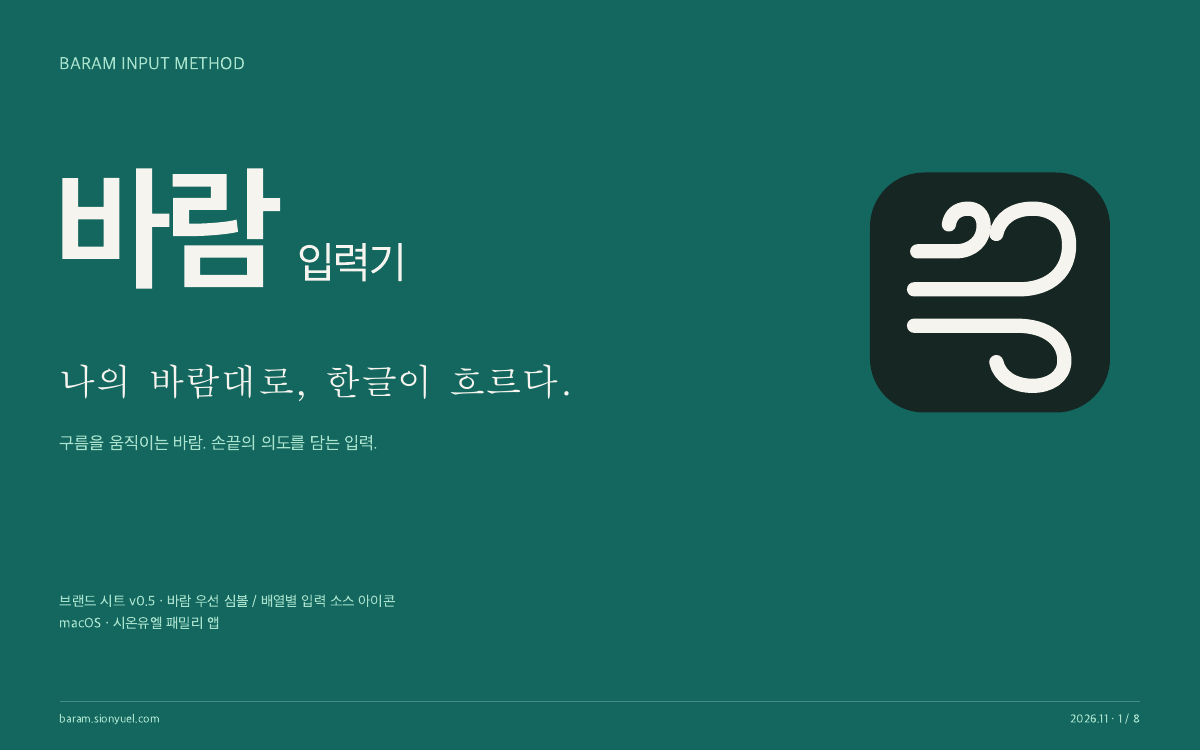 BARAM INPUT METHOD
바람 입력기
나의 바람대로, 한글이 흐르다.
구름을 움직이는 바람. 손끝의 의도를 담는 입력.
브랜드 시트 v0.5 · 바람 우선 심볼 / 배열별 입력 소스 아이콘
macOS · 시온유엘 패밀리 앱
baram.sionyuel.com
2026.11 · 1 / 8